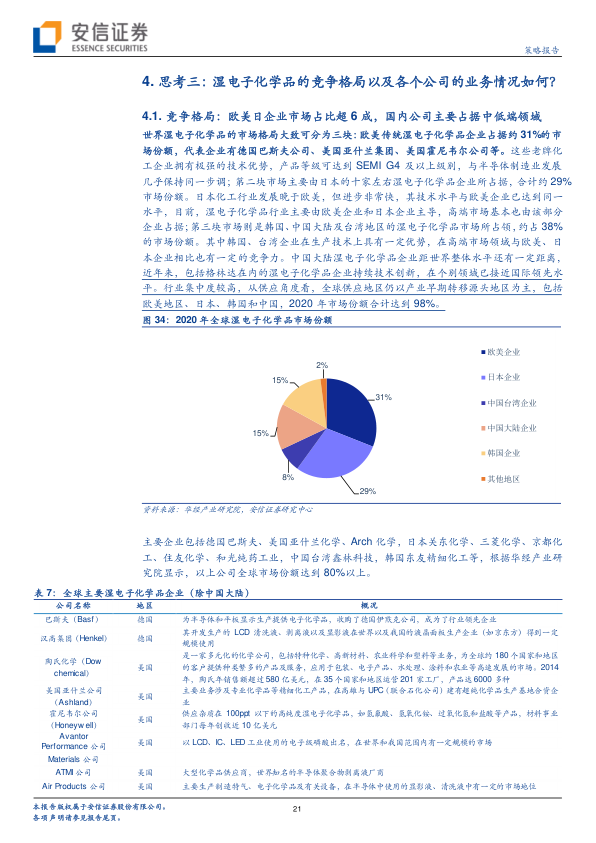 安信证券
ESSENCE SECURITIES
策略报告
4. 思考三：湿电子化学品的竞争格局以及各个公司的业务情况如何？
4.1. 竞争格局：欧美日企业市场占比超 6 成，国内公司主要占据中低端领域
世界湿电子化学品的市场格局大致可分为三块：欧美传统湿电子化学品企业占据约 31%的市
场份额，代表企业有德国巴斯夫公司、美国亚什兰集团、美国霍尼韦尔公司等。这些老牌化
工企业拥有极强的技术优势，产品等级可达到 SEMI G4 及以上级别，与半导体制造业发展
几乎保持同一步调；第二块市场主要由日本的十家左右湿电子化学品企业所占据，合计约 29%
市场份额。日本化工行业发展晚于欧美，但进步非常快，其技术水平与欧美企业已达到同一
水平，目前，湿电子化学品行业主要由欧美企业和日本企业主导，高端市场基本也由该部分
企业占据；第三块市场则是韩国、中国大陆及台湾地区的湿电子化学品市场所占领，约占 38%
的市场份额。其中韩国、台湾企业在生产技术上具有一定优势，在高端市场领域与欧美、日
本企业相比也有一定的竞争力。中国大陆湿电子化学品企业距世界整体水平还有一定距离，
近年来，包括格林达在内的湿电子化学品企业持续技术创新，在个别领域已接近国际领先水
平。行业集中度较高，从供应角度看，全球供应地区仍以产业早期转移源头地区为主，包括
欧美地区、日本、韩国和中国，2020 年市场份额合计达到 98%。
图 34：2020 年全球湿电子化学品市场份额
2%
15%
31%
15%
8%
29%
欧美企业
日本企业
中国台湾企业
中国大陆企业
韩国企业
其他地区
资料来源：华经产业研究院，安信证券研究中心
主要企业包括德国巴斯夫、美国亚什兰化学、Arch 化学，日本关东化学、三菱化学、京都化
工、住友化学、和光纯药工业，中国台湾鑫林科技，韩国东友精细化工等，根据华经产业研
究院显示，以上公司全球市场份额达到 80%以上。
表 7：全球主要湿电子化学品企业（除中国大陆）
公司名称 地区 概况
巴斯夫（Basf） 德国 为半导体和平板显示生产提供电子化学品，收购了德国伊默克公司，成为了行业领先企业
汉高集团（Henkel） 德国 其开发生产的 LCD 清洗液、剥离液以及显影液在世界以及我国的液晶面板生产企业（如京东方）得到一定
规模使用
陶氏化学（Dow
chemical） 美国 是一家多元化的化学公司，包括特种化学、高新材料、农业科学和塑料等业务，为全球约 180 个国家和地区
的客户提供种类繁多的产品及服务，应用于包装、电子产品、水处理、涂料和农业等高速发展的市场。2014
年，陶氏年销售额超过 580 亿美元，在 35 个国家和地区运营 201 家工厂，产品达 6000 多种
美国亚什兰公司
（Ashland） 美国 主要业务涉及专业化学品等精细化工产品，在高雄与 UPC（联合石化公司）建有超纯化学品生产基地合资企
业
霍尼韦尔公司
（Honeywell） 美国 供应杂质在 100ppt 以下的高纯度湿电子化学品，如氢氟酸、氢氧化铵、过氧化氢和盐酸等产品，材料事业
部门每年创收近 10 亿美元
Avantor
Performance 公司 美国 以 LCD、IC、LED 工业使用的电子级磷酸出名，在世界和我国范围内有一定规模的市场
Materials 公司
ATMI 公司 美国 大型化学品供应商，世界知名的半导体聚合物剥离液厂商
Air Products 公司 美国 主要生产制造特气、电子化学品及有关设备，在半导体中使用的显影液、清洗液中有一定的市场地位
本报告版权属于安信证券股份有限公司。
各项声明请参见报告尾页。
21